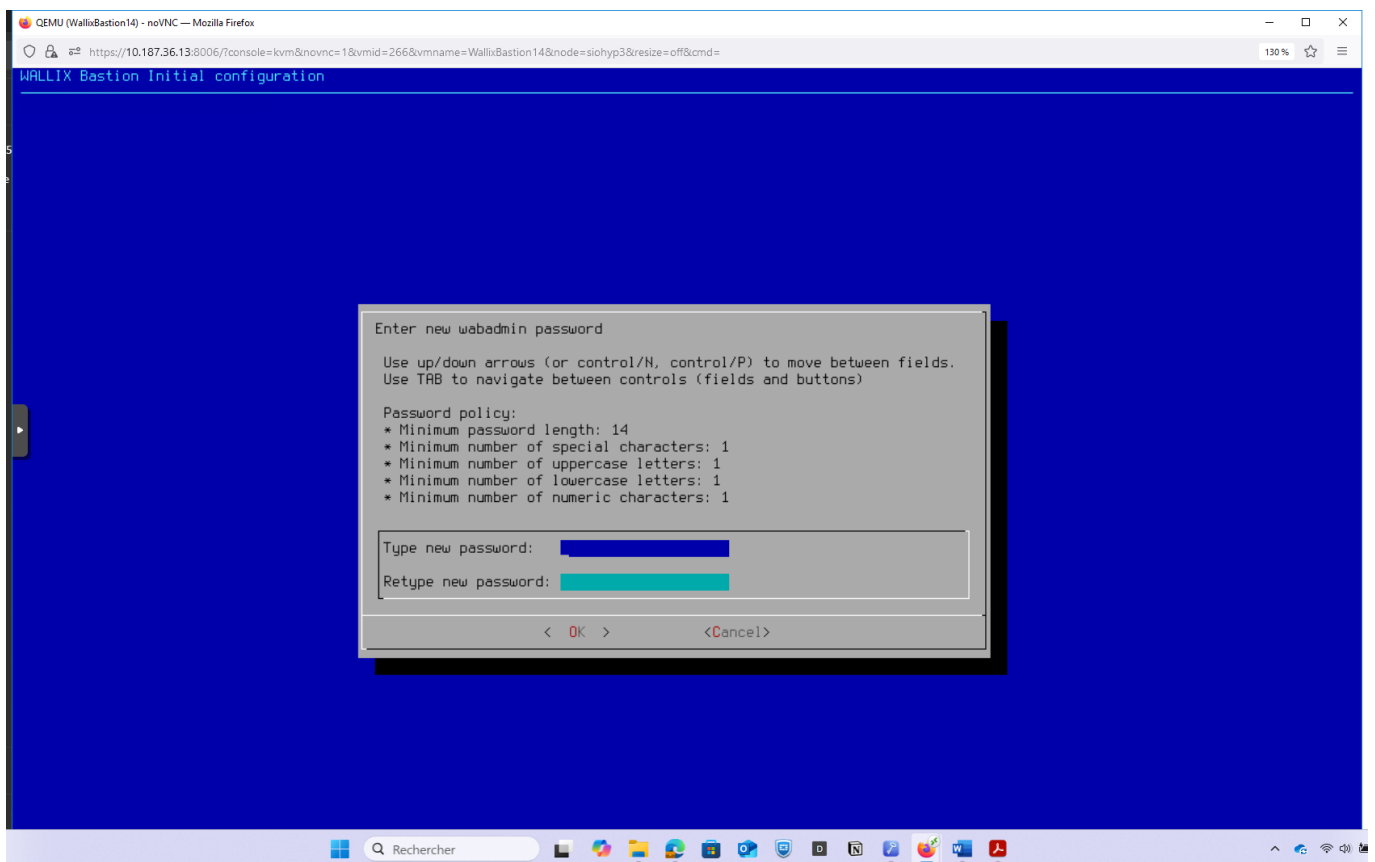 QEMU (WallixBastion14) - noVNC — Mozilla Firefox
https://10.187.36.13:8006/?console=kvm&novnc=1&vmid=266&vmname=WallixBastion14&node=siohyp3&resize=off&cmd=
130 %
WALLIX Bastion Initial configuration
5
e
Enter new wabadmin password
Use up/down arrows (or control/N, control/P) to move between fields.
Use TAB to navigate between controls (fields and buttons)
Password policy:
* Minimum password length: 14
* Minimum number of special characters: 1
* Minimum number of uppercase letters: 1
* Minimum number of lowercase letters: 1
* Minimum number of numeric characters: 1
Type new password:
Retype new password:
< OK > <Cancel>
Rechercher